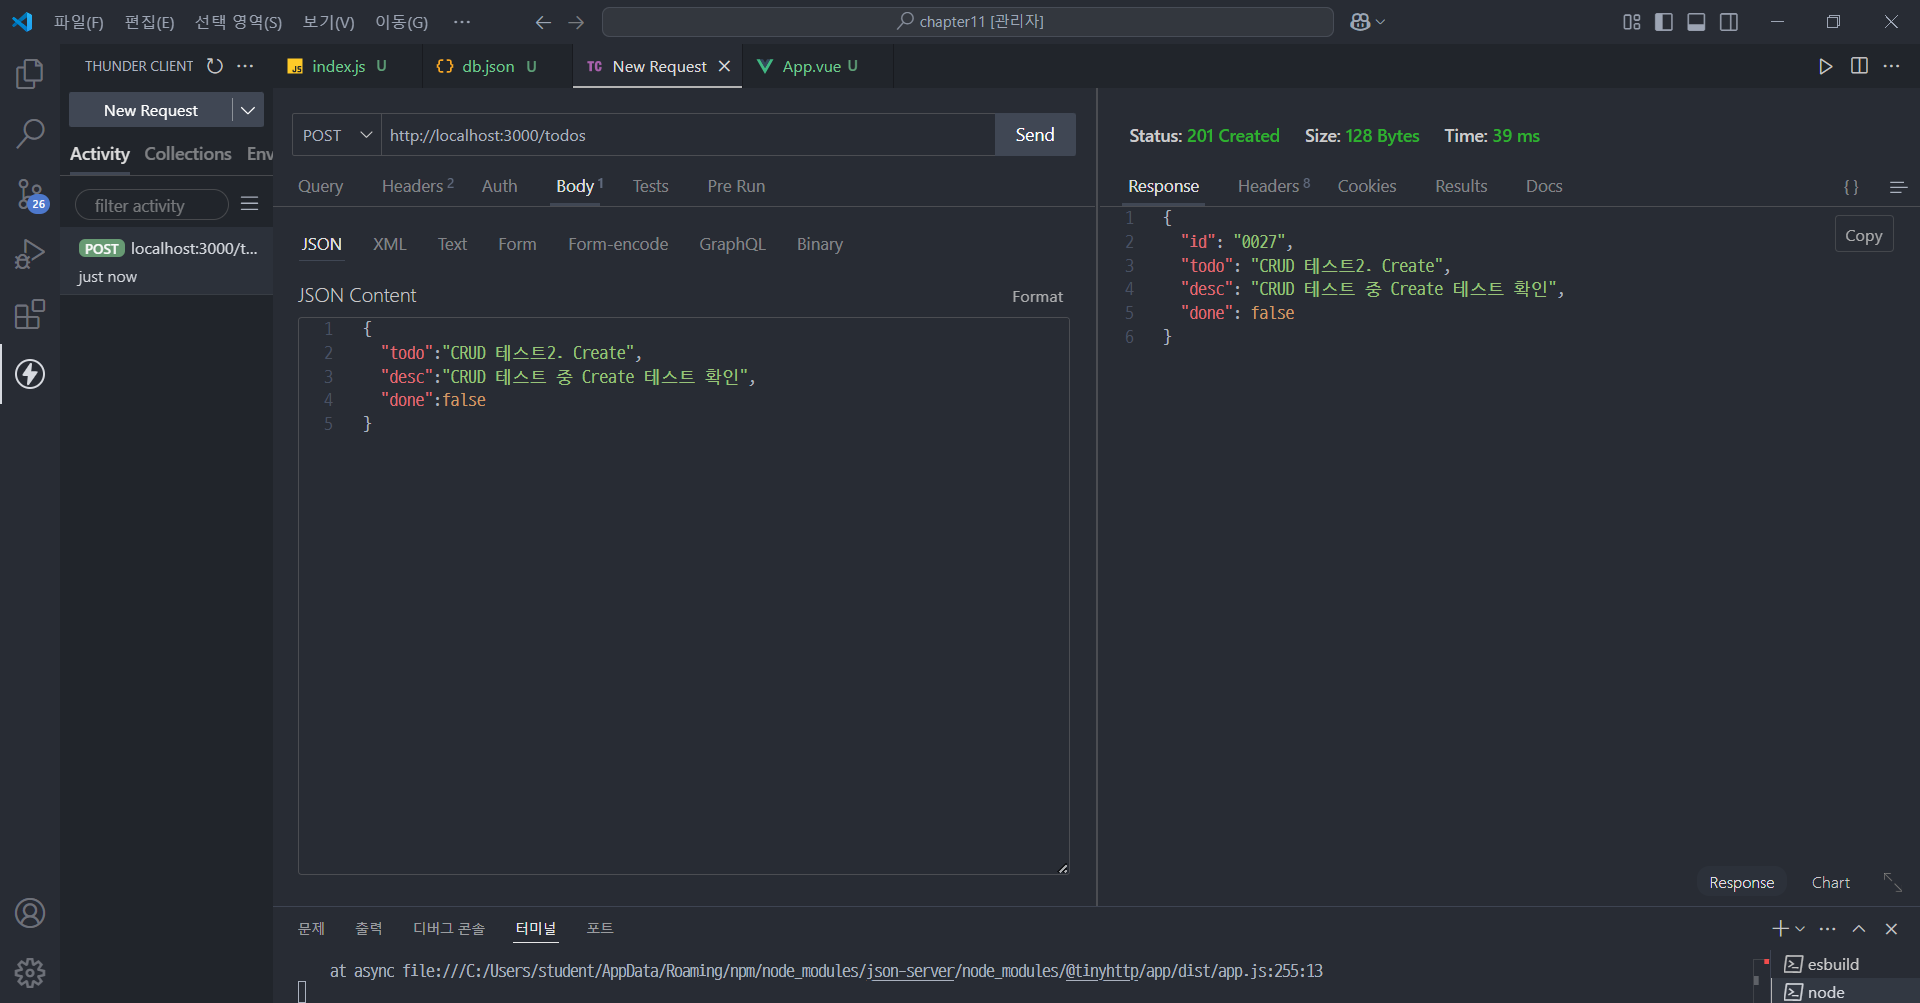 파일(F) 편집(E) 선택 영역(S) 보기(V) 이동(G) ···
chapter11 [관리자]
THUNDER CLIENT ···
New Request
Activity Collections Env
filter activity
POST localhost:3000/t...
just now
26
JS index.js U
{} db.json U
TC New Request
App.vue U
POST http://localhost:3000/todos Send
Query Headers 2 Auth Body 1 Tests Pre Run
JSON XML Text Form Form-encode GraphQL Binary
JSON Content Format
1 {
2 "todo":"CRUD 테스트2. Create",
3 "desc":"CRUD 테스트 중 Create 테스트 확인",
4 "done":false
5 }
Status: 201 Created Size: 128 Bytes Time: 39 ms
Response Headers 8 Cookies Results Docs { }
Copy
1 {
2 "id": "0027",
3 "todo": "CRUD 테스트2. Create",
4 "desc": "CRUD 테스트 중 Create 테스트 확인",
5 "done": false
6 }
Response Chart
문제 출력 디버그 콘솔 터미널 포트
at async file:///C:/Users/student/AppData/Roaming/npm/node_modules/json-server/node_modules/@tinyhttp/app/dist/app.js:255:13
esbuild
node